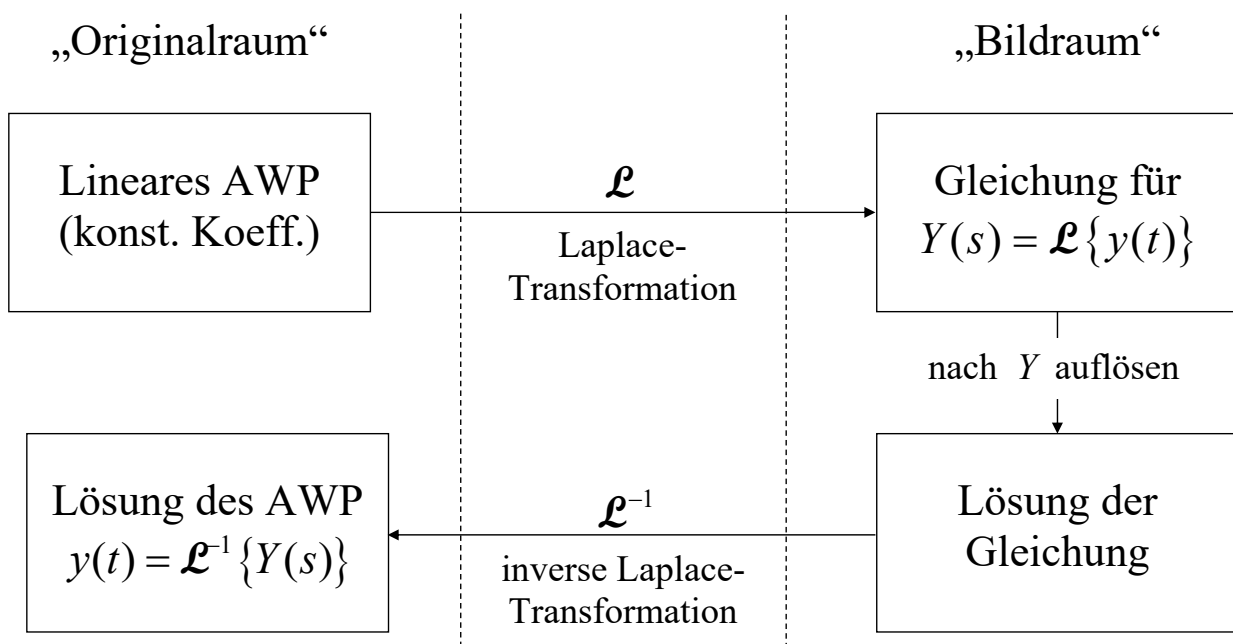 „Originalraum“
„Bildraum“
Lineares AWP
(konst. Koeff.)
ℒ
Laplace-
Transformation
Gleichung für
Y(s) = ℒ{y(t)}
nach Y auflösen
Lösung des AWP
y(t) = ℒ⁻¹{Y(s)}
ℒ⁻¹
inverse Laplace-
Transformation
Lösung der
Gleichung